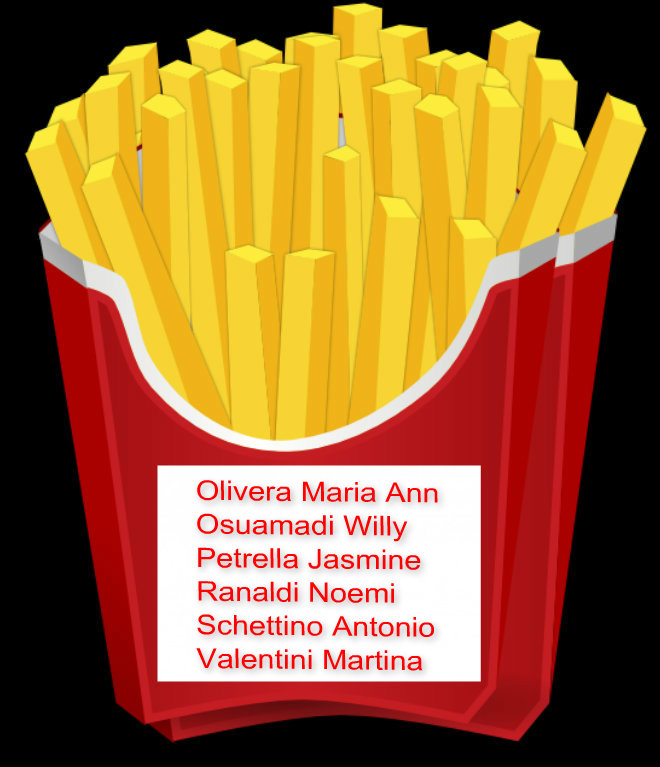 Olivera Maria Ann
Osuamadi Willy
Petrella Jasmine
Ranaldi Noemi
Schettino Antonio
Valentini Martina